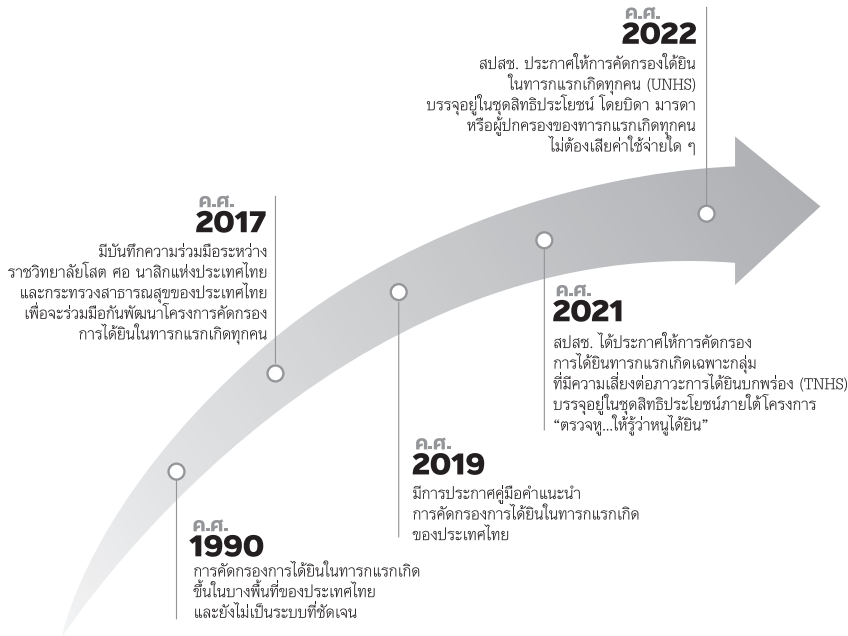 ค.ศ.
1990
การคัดกรองการได้ยินในทารกแรกเกิด
ขึ้นในบางพื้นที่ของประเทศไทย
และยังไม่เป็นระบบที่ชัดเจน
ค.ศ.
2017
มีบันทึกความร่วมมือระหว่าง
ราชวิทยาลัยโสต ศอ นาสิกแห่งประเทศไทย
และกระทรวงสาธารณสุขของประเทศไทย
เพื่อจะร่วมมือกันพัฒนาโครงการคัดกรอง
การได้ยินในทารกแรกเกิดทุกคน
ค.ศ.
2019
มีการประกาศคู่มือคำแนะนำ
การคัดกรองการได้ยินในทารกแรกเกิด
ของประเทศไทย
ค.ศ.
2021
สปสช. ได้ประกาศให้การคัดกรอง
การได้ยินทารกแรกเกิดเฉพาะกลุ่ม
ที่มีความเสี่ยงต่อภาวะการได้ยินบกพร่อง (TNHS)
บรรจุอยู่ในชุดสิทธิประโยชน์ภายใต้โครงการ
“ตรวจหู...ให้รู้ว่าหนูได้ยิน”
ค.ศ.
2022
สปสช. ประกาศให้การคัดกรองได้ยิน
ในทารกแรกเกิดทุกคน (UNHS)
บรรจุอยู่ในชุดสิทธิประโยชน์ โดยบิดา มารดา
หรือผู้ปกครองของทารกแรกเกิดทุกคน
ไม่ต้องเสียค่าใช้จ่ายใด ๆ